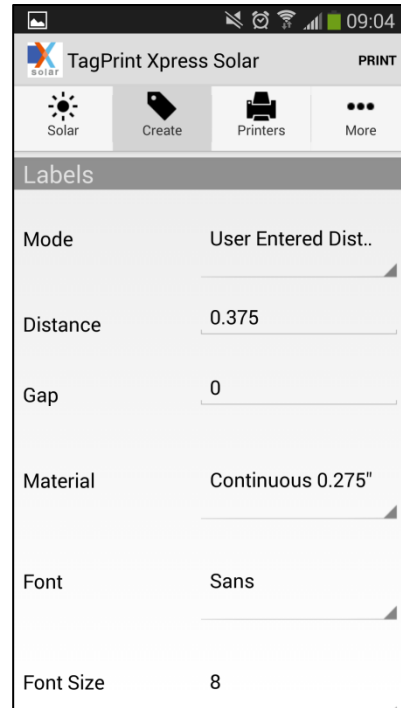 09:04
solar
TagPrint Xpress Solar PRINT
Solar Create Printers More
Labels
Mode User Entered Dist..
Distance 0.375
Gap 0
Material Continuous 0.275"
Font Sans
Font Size 8